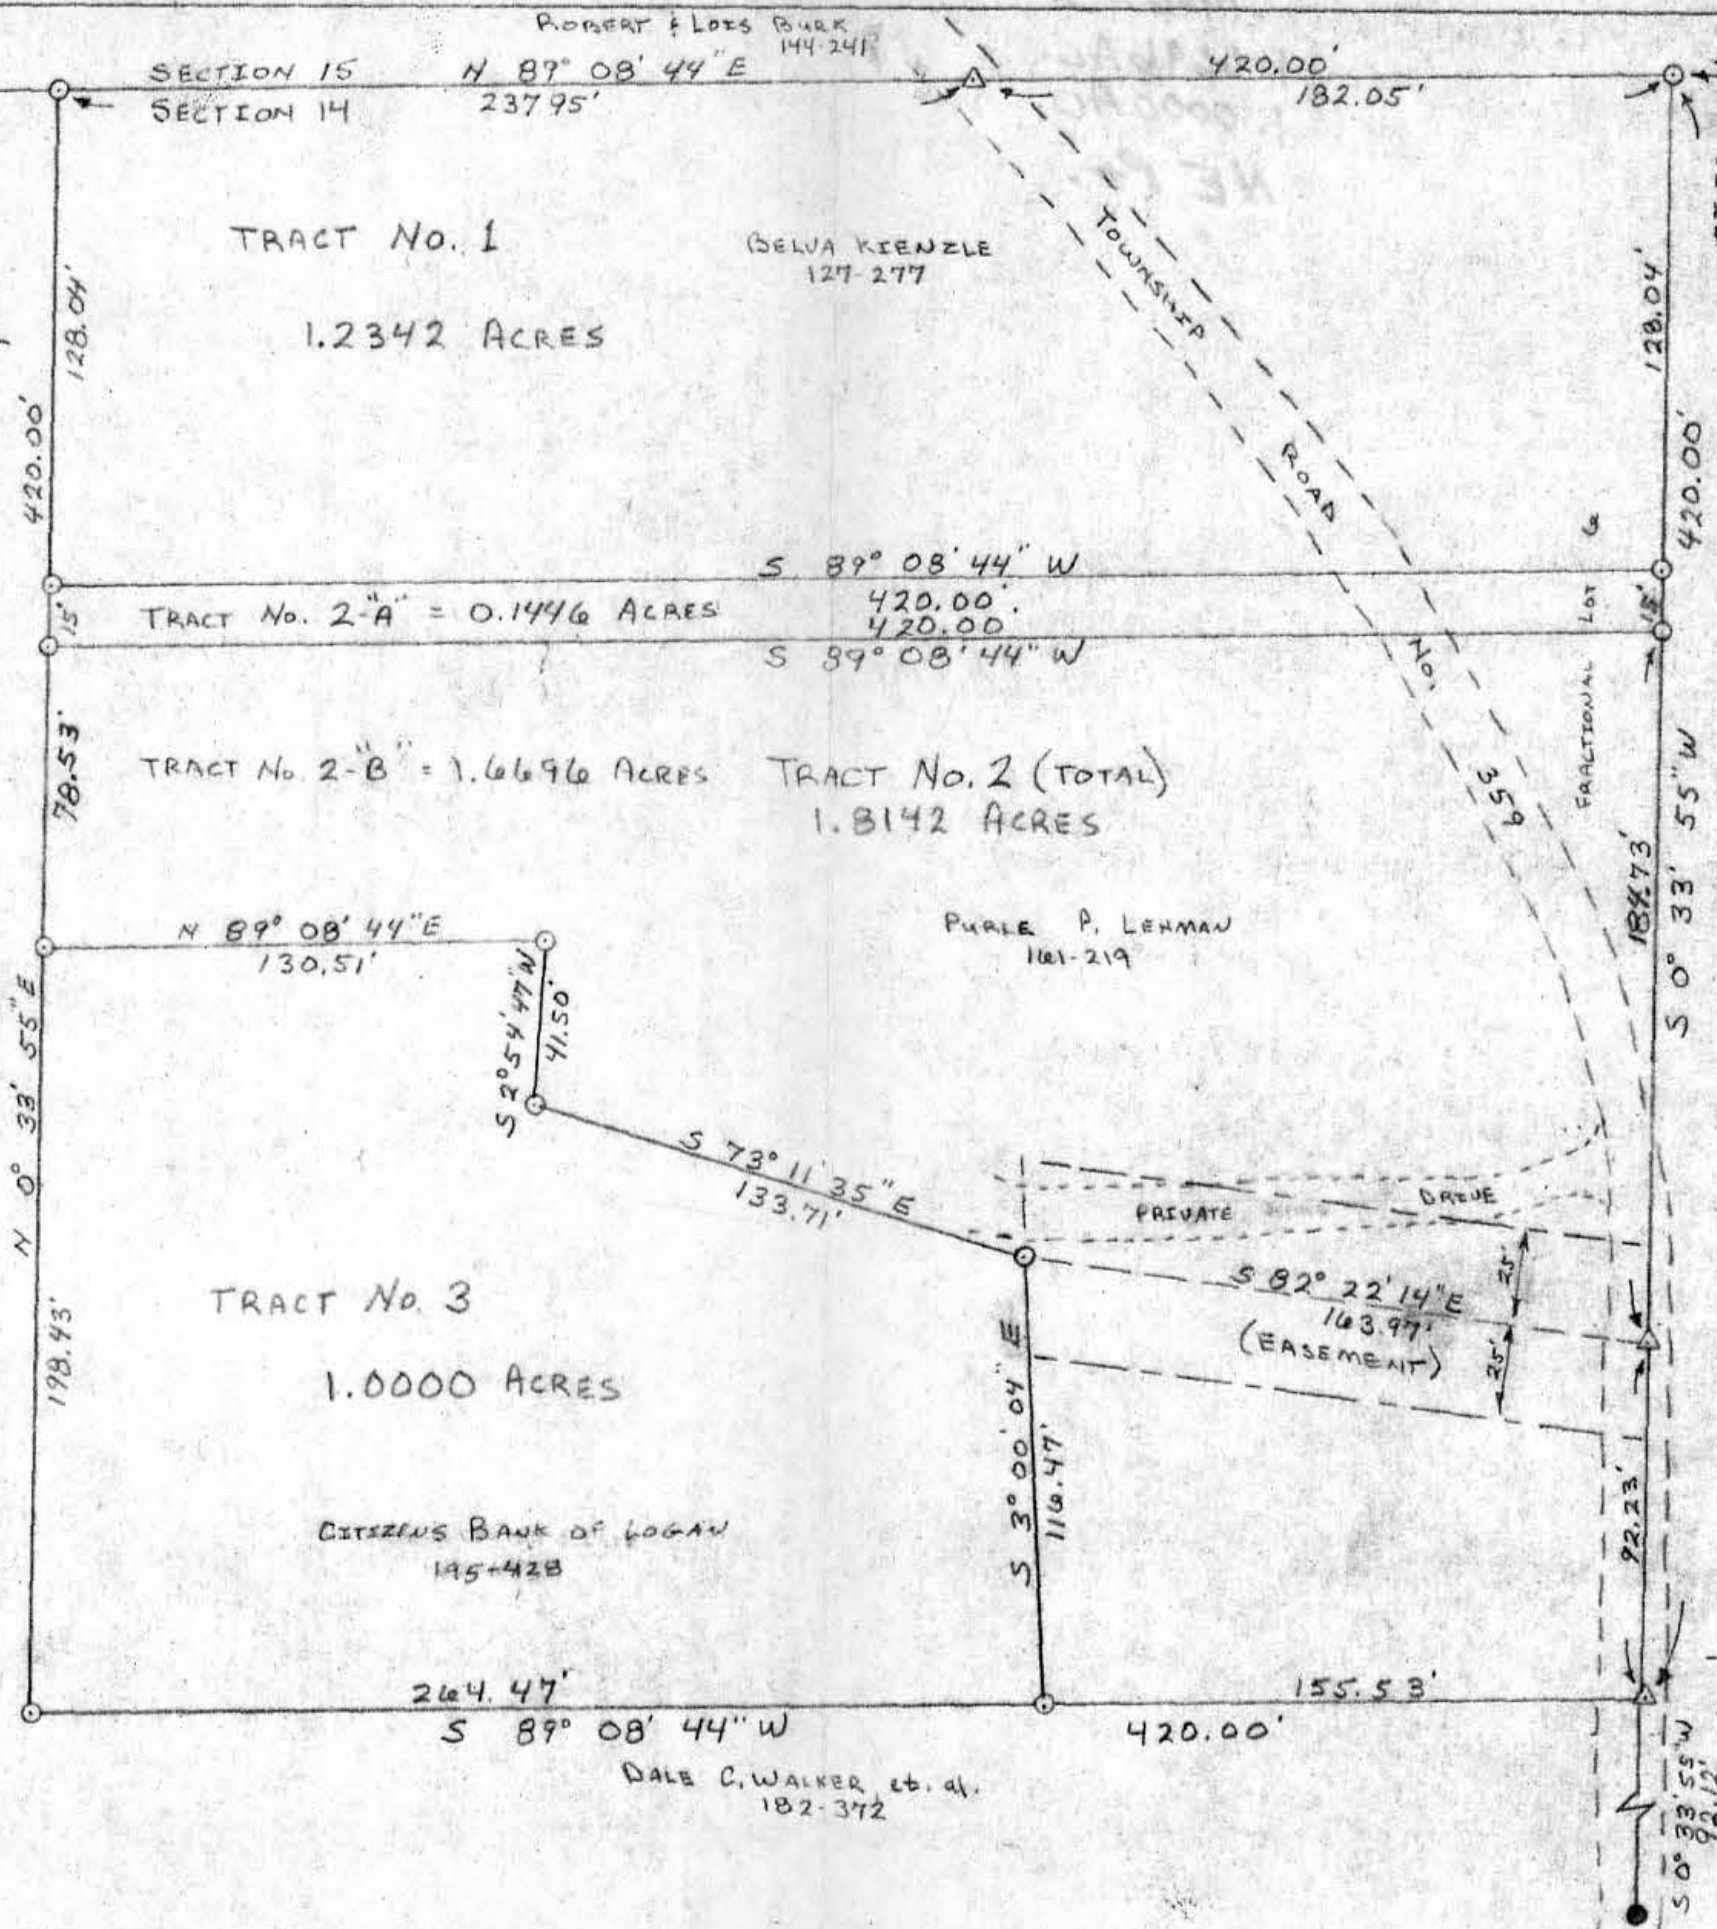 ROBERT & LOIS BURK
144-241
SECTION 15
N 89° 08' 44" E
420.00'
SECTION 14
237.95'
182.05'
TRACT No. 1
BELVA KIENZLE
127-277
1.2342 ACRES
128.04'
128.04'
420.00'
420.00'
TOWNSHIP
ROAD
No.
359
FRACTIONAL LOT 6
S 89° 08' 44" W
420.00'
TRACT No. 2-"A" = 0.1446 ACRES
420.00
S 89° 08' 44" W
15'
15'
78.53'
TRACT No. 2-"B" = 1.6696 ACRES
TRACT No. 2 (TOTAL)
1.8142 ACRES
S 0° 33' 55" W
N 89° 08' 44" E
130.51'
PURLE P. LEHMAN
161-219
S 2° 54' 47" W
41.50'
N 0° 33' 55" E
S 73° 11' 35" E
133.71'
PRIVATE DRIVE
S 82° 22' 14" E
163.97'
(EASEMENT)
25'
25'
TRACT No. 3
1.0000 ACRES
198.43'
S 3° 00' 04" E
116.47'
92.23'
CITIZENS BANK OF LOGAN
195-428
264.47'
155.53'
S 89° 08' 44" W
420.00'
DALE C. WALKER et. al.
182-372
S 0° 33' 55" W
92.12'